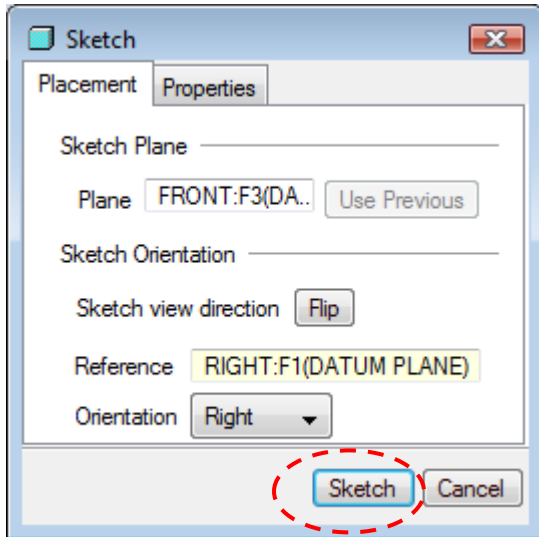 Sketch
Placement Properties
Sketch Plane
Plane FRONT:F3(DA.. Use Previous
Sketch Orientation
Sketch view direction Flip
Reference RIGHT:F1(DATUM PLANE)
Orientation Right
Sketch Cancel